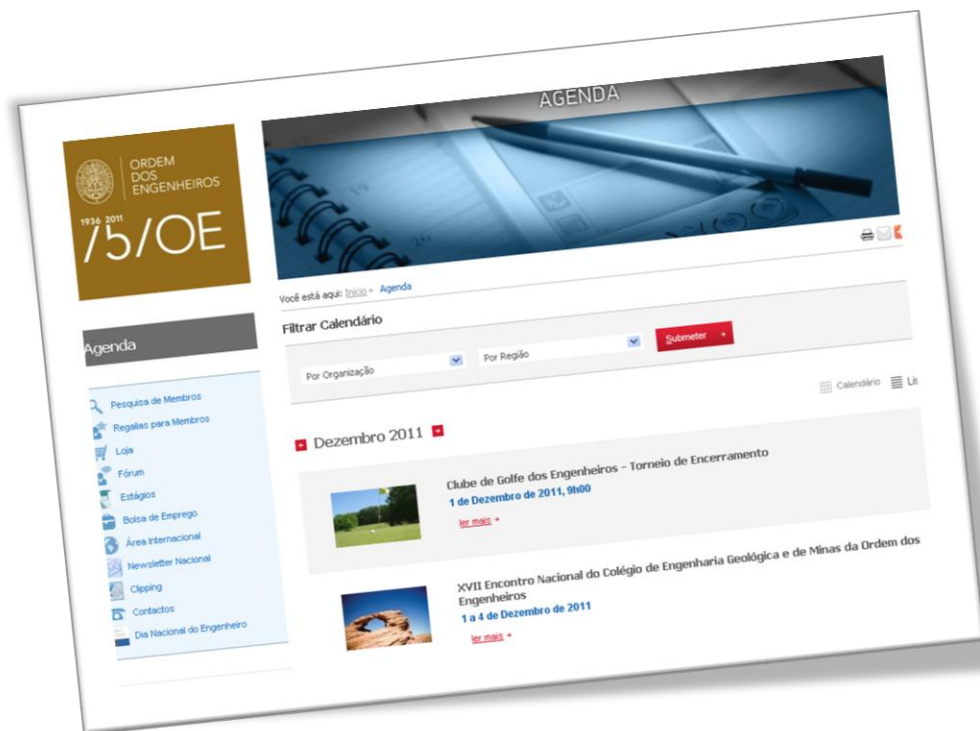 AGENDA
ORDEM
DOS
ENGENHEIROS
1936 2011
75/OE
Você está aqui: Início Agenda
Agenda
Filtrar Calendário
Por Organização
Por Região
Submeter
Calendário
Pesquisa de Membros
Regalias para Membros
Loja
Fórum
Estágios
Bolsa de Emprego
Área Internacional
Newsletter Nacional
Clipping
Contactos
Dia Nacional do Engenheiro
Dezembro 2011
Clube de Golfe dos Engenheiros - Torneio de Encerramento
1 de Dezembro de 2011, 9h00
ler mais
XVII Encontro Nacional do Colégio de Engenharia Geológica e de Minas da Ordem dos
Engenheiros
1 a 4 de Dezembro de 2011
ler mais